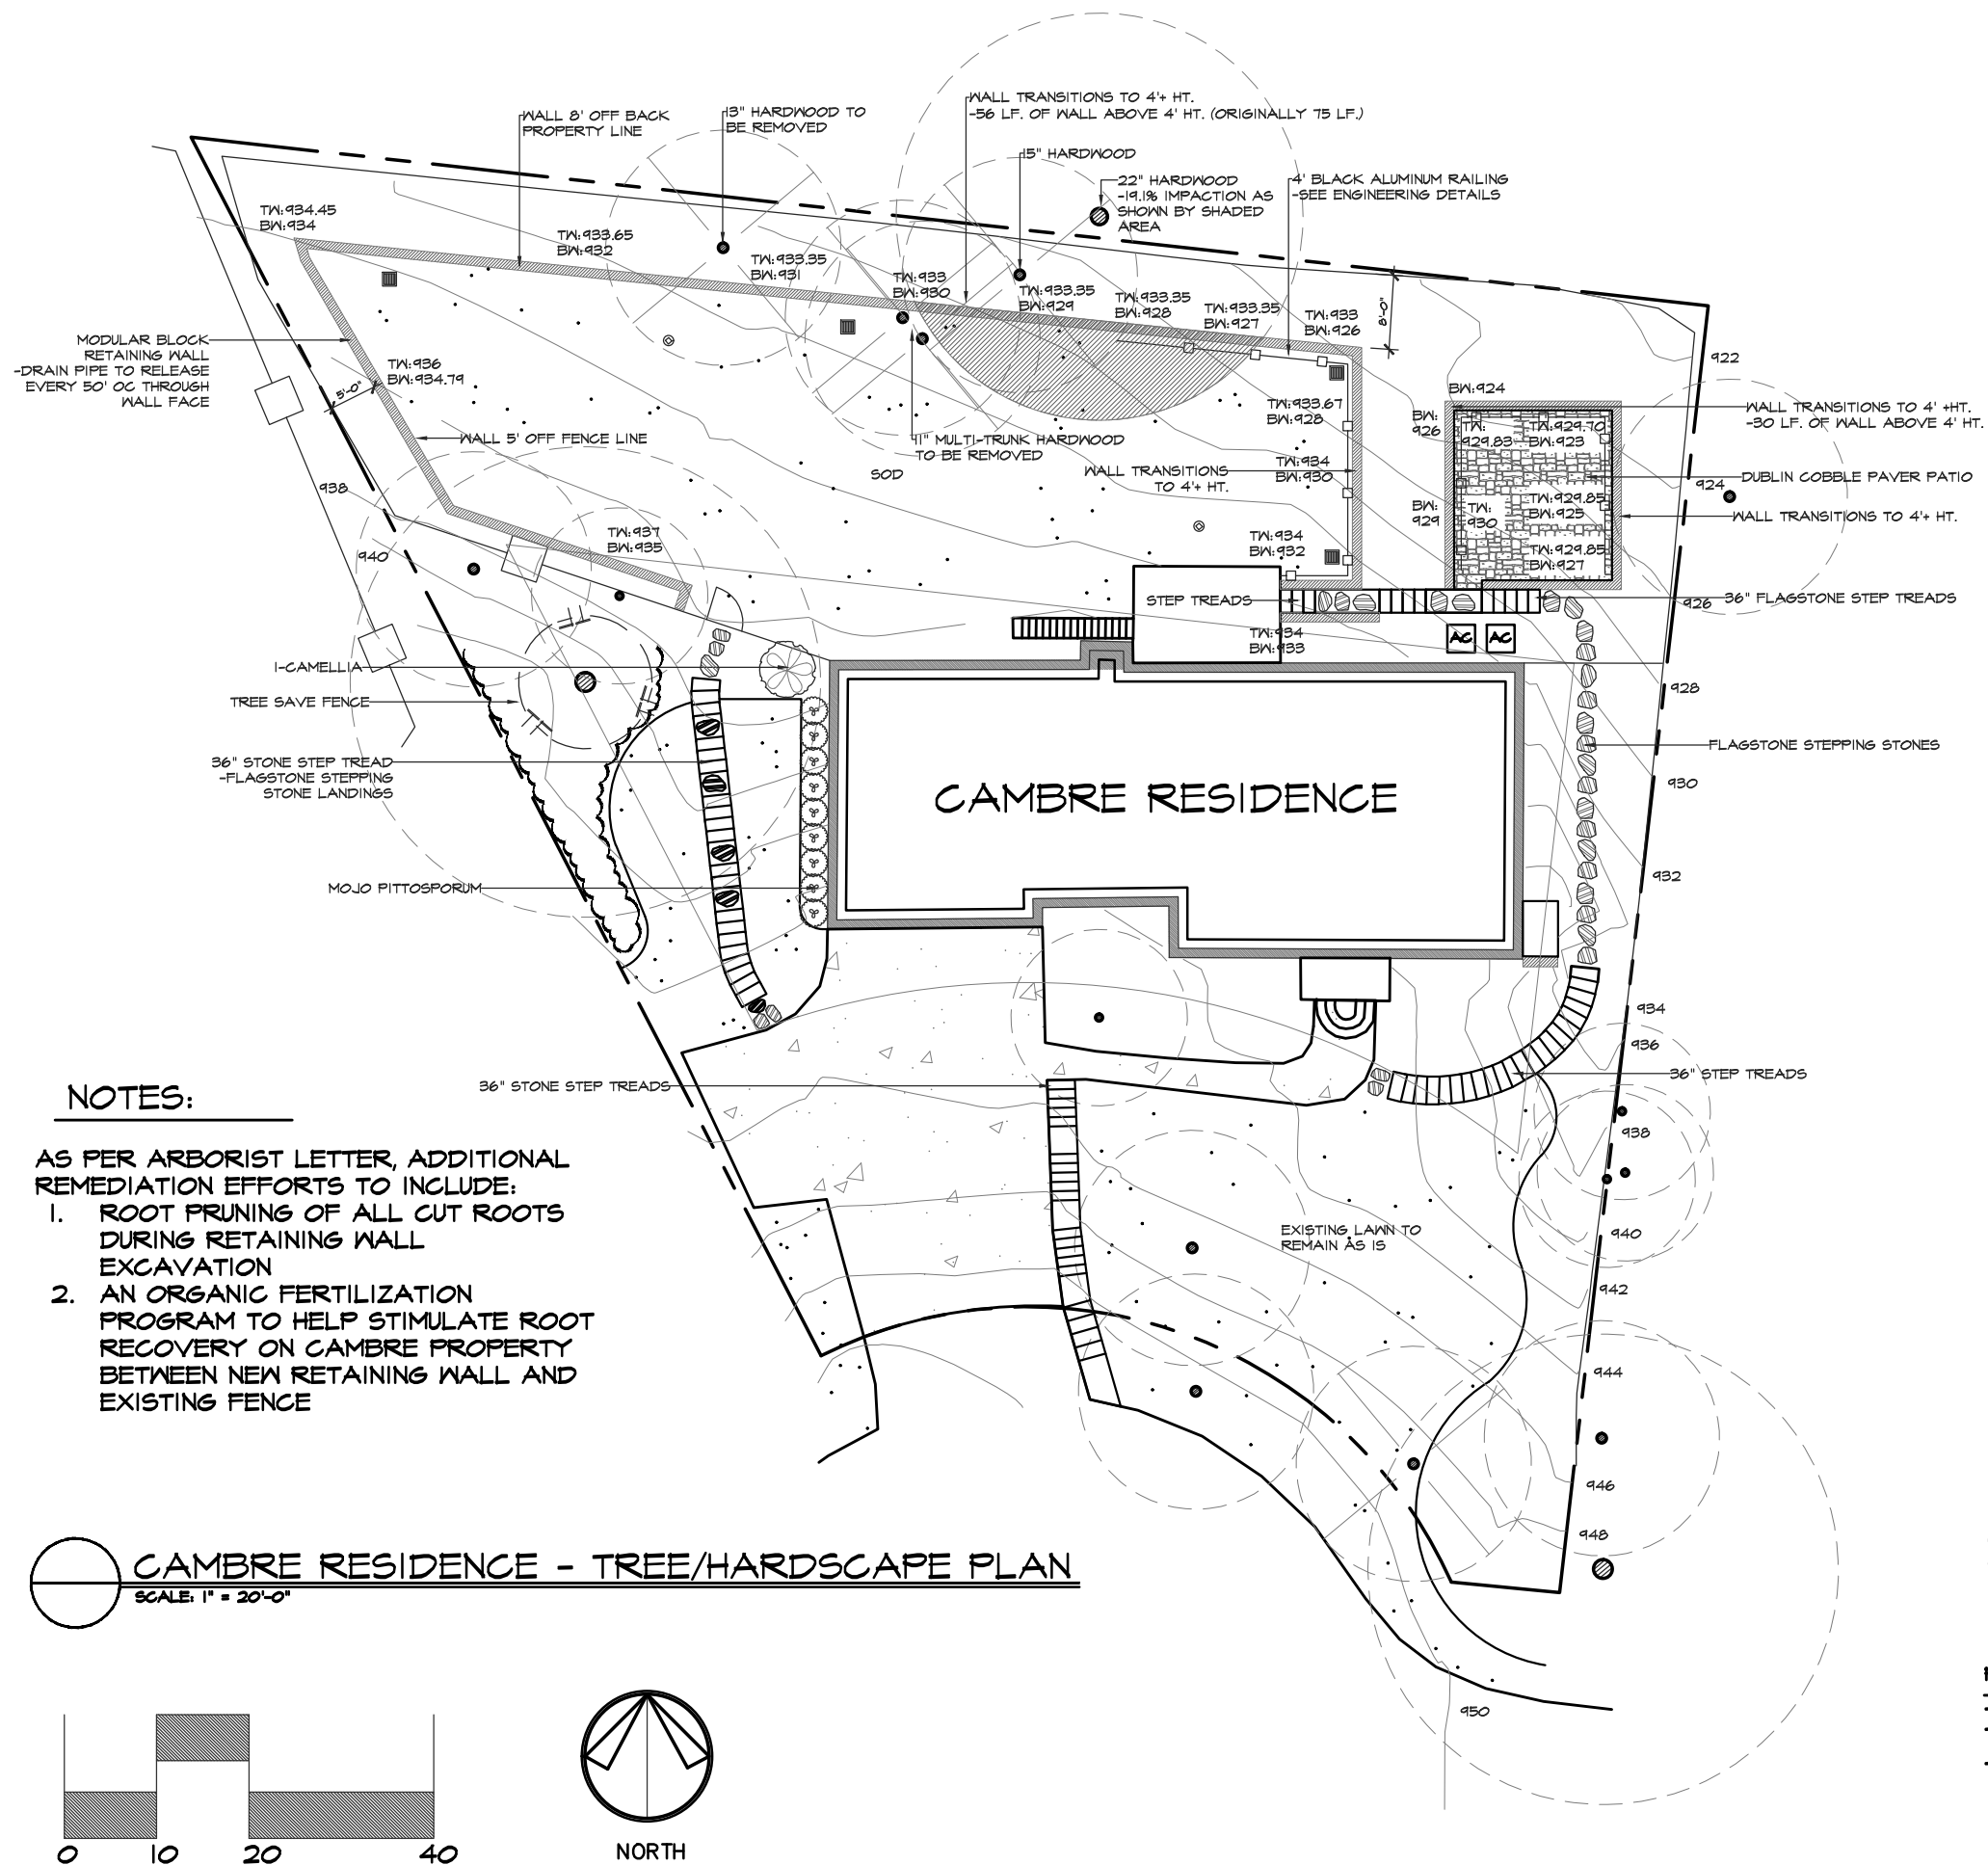 WALL 8' OFF BACK
PROPERTY LINE
13" HARDWOOD TO
BE REMOVED
WALL TRANSITIONS TO 4'+ HT.
-56 LF. OF WALL ABOVE 4' HT. (ORIGINALLY 75 LF.)
15" HARDWOOD
22" HARDWOOD
-19.1% IMPACTION AS
SHOWN BY SHADED
AREA
4' BLACK ALUMINUM RAILING
-SEE ENGINEERING DETAILS
TW:934.45
BW:934
TW:933.65
BW:932
TW:933.35
BW:931
TW:933
BW:930
TW:933.35
BW:929
TW:933.35
BW:928
TW:933.35
BW:927
TW:933
BW:926
8'-0"
MODULAR BLOCK
RETAINING WALL
-DRAIN PIPE TO RELEASE
EVERY 50' OC THROUGH
WALL FACE
5'-0"
TW:936
BW:934.79
WALL 5' OFF FENCE LINE
11" MULTI-TRUNK HARDWOOD
TO BE REMOVED
SOD
WALL TRANSITIONS
TO 4'+ HT.
TW:933.67
BW:928
TW:934
BW:930
TW:934
BW:932
TW:934
BW:933
BW:924
BW:
926
BW:
929
TW:
929.83
TW:929.70
BW:923
TW:
930
TW:929.85
BW:925
TW:929.85
BW:927
922
WALL TRANSITIONS TO 4' +HT.
-30 LF. OF WALL ABOVE 4' HT.
DUBLIN COBBLE PAVER PATIO
924
WALL TRANSITIONS TO 4'+ HT.
926
36" FLAGSTONE STEP TREADS
938
940
TW:937
BW:935
STEP TREADS
AC
AC
1-CAMELLIA
TREE SAVE FENCE
928
36" STONE STEP TREAD
-FLAGSTONE STEPPING
STONE LANDINGS
FLAGSTONE STEPPING STONES
930
CAMBRE RESIDENCE
MOJO PITTOSPORUM
932
934
936
36" STEP TREADS
36" STONE STEP TREADS
938
EXISTING LAWN TO
REMAIN AS IS
940
942
944
946
948
950
NOTES:
AS PER ARBORIST LETTER, ADDITIONAL
REMEDIATION EFFORTS TO INCLUDE:
1. ROOT PRUNING OF ALL CUT ROOTS
DURING RETAINING WALL
EXCAVATION
2. AN ORGANIC FERTILIZATION
PROGRAM TO HELP STIMULATE ROOT
RECOVERY ON CAMBRE PROPERTY
BETWEEN NEW RETAINING WALL AND
EXISTING FENCE
CAMBRE RESIDENCE - TREE/HARDSCAPE PLAN
SCALE: 1" = 20'-0"
0 10 20 40
NORTH